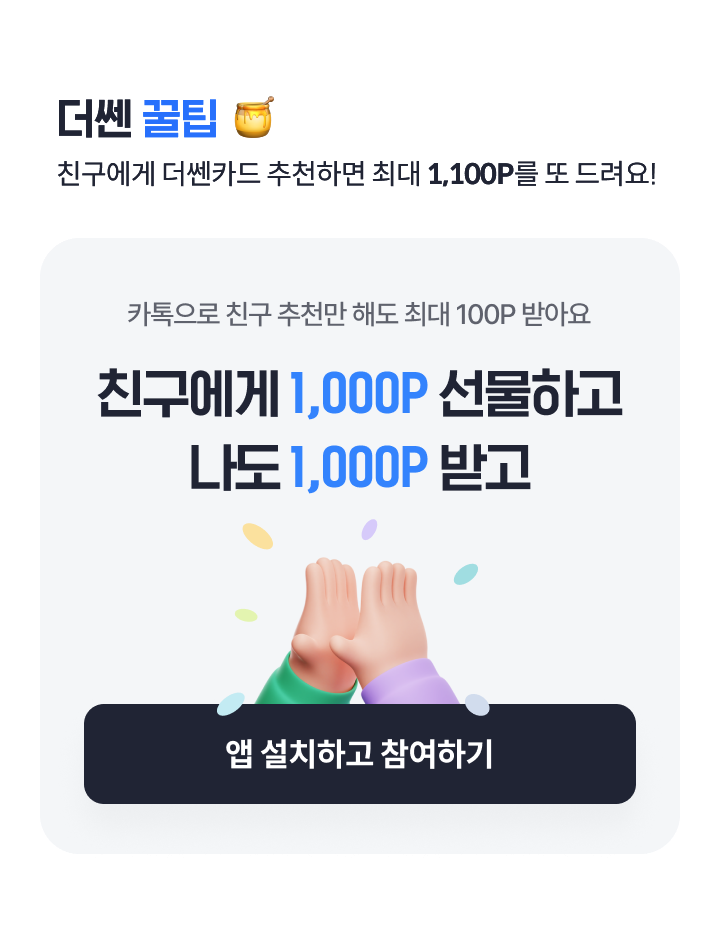 더쎈 꿀팁
친구에게 더쎈카드 추천하면 최대 1,100P를 또 드려요!
카톡으로 친구 추천만 해도 최대 100P 받아요
친구에게 1,000P 선물하고
나도 1,000P 받고
앱 설치하고 참여하기